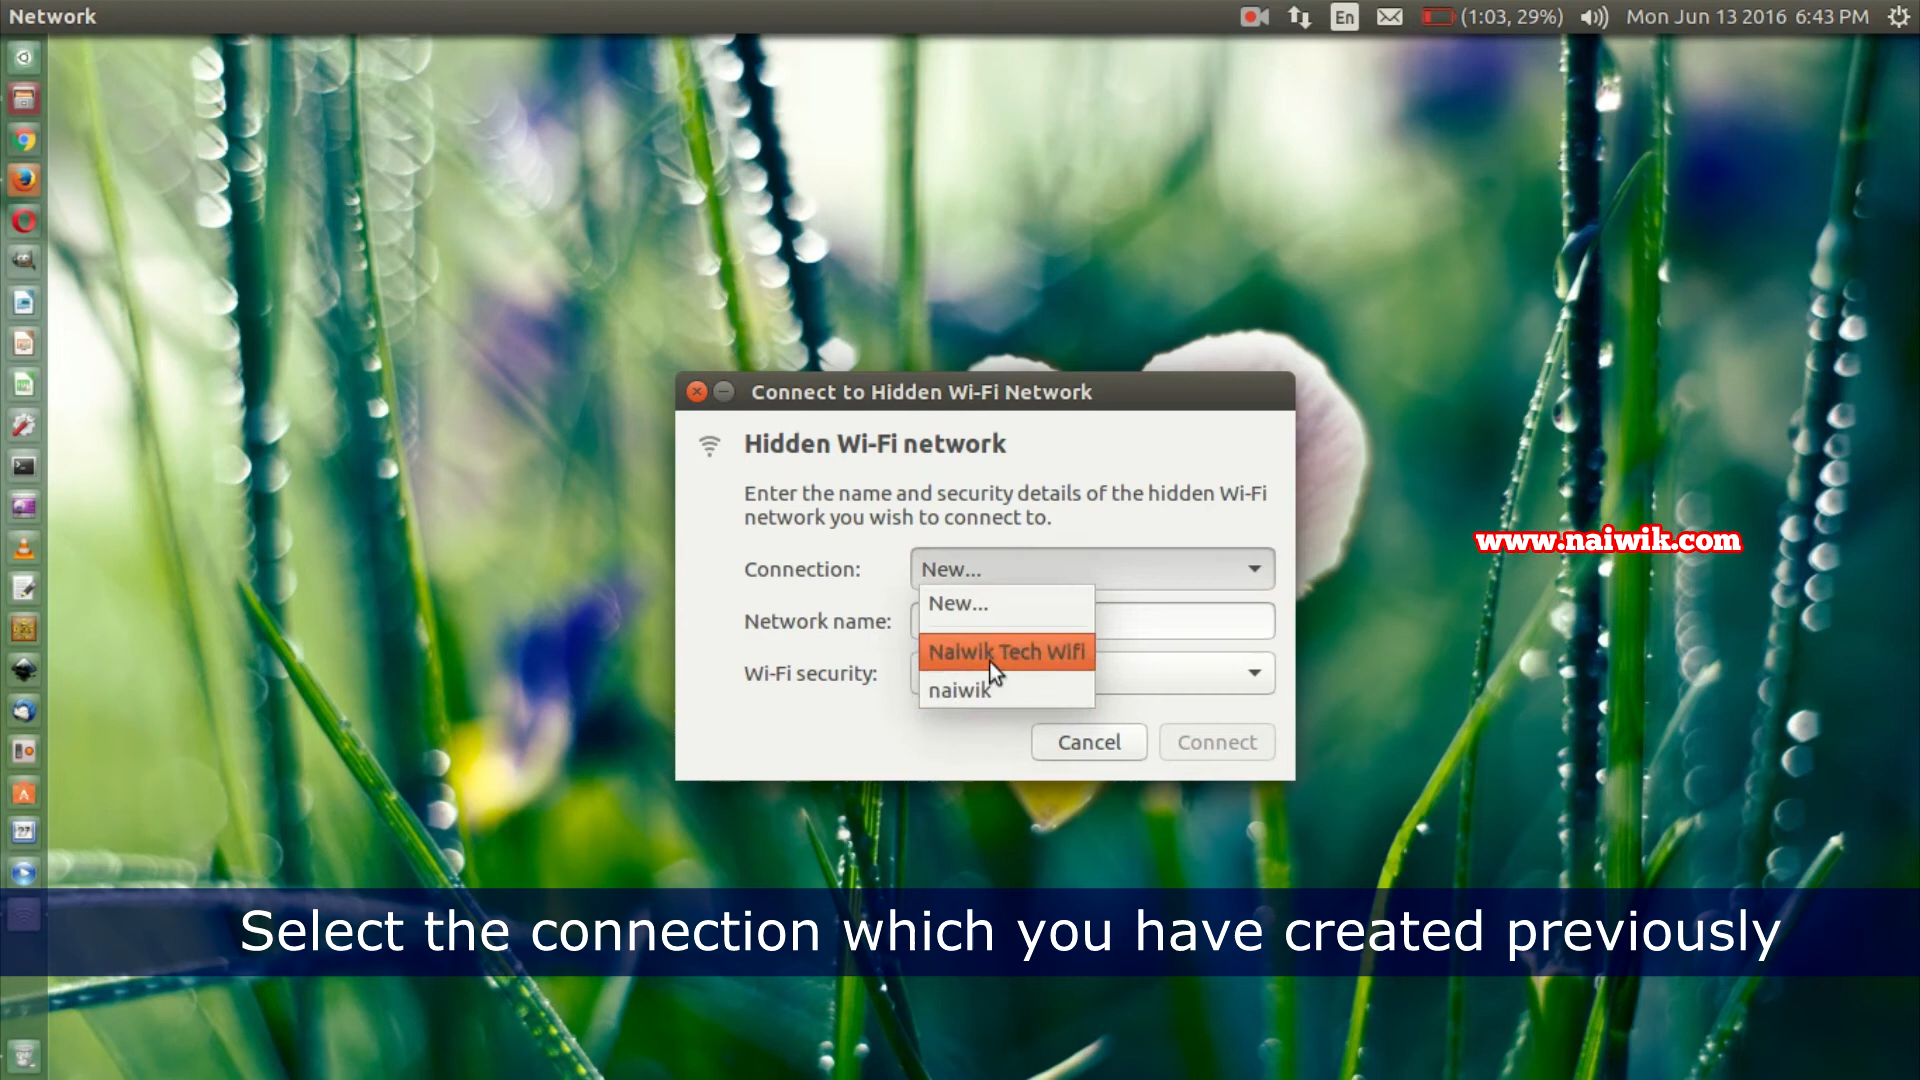 Network
En
(1:03, 29%)
Mon Jun 13 2016 6:43 PM
Connect to Hidden Wi-Fi Network
Hidden Wi-Fi network
Enter the name and security details of the hidden Wi-Fi
network you wish to connect to.
Connection:
New...
New...
Network name:
Naiwik Tech Wifi
Wi-Fi security:
naiwik
Cancel
Connect
www.naiwik.com
27
Select the connection which you have created previously